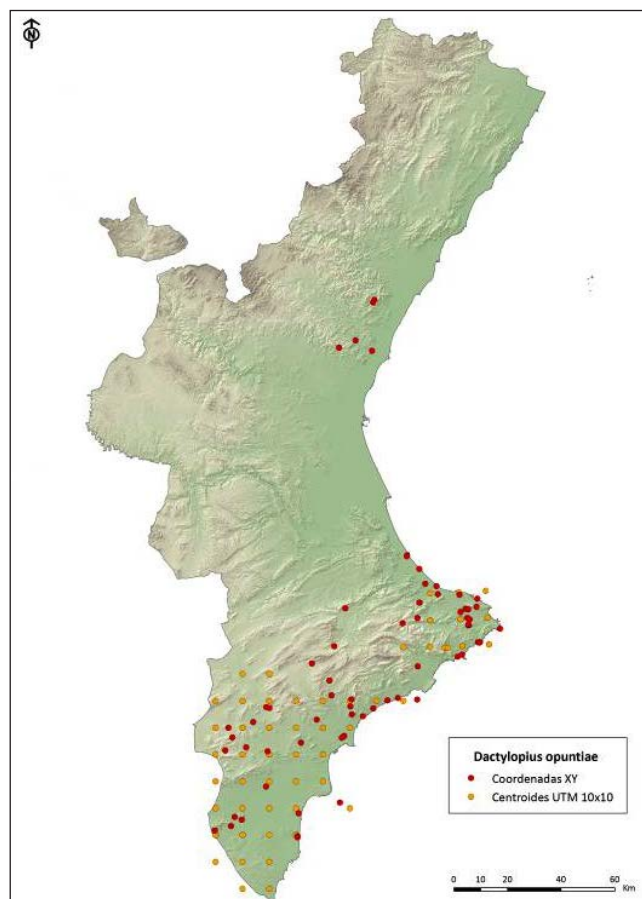 N
Dactylopius opuntiae
Coordenadas XY
Centroides UTM 10x10
0 10 20 40 60
Km